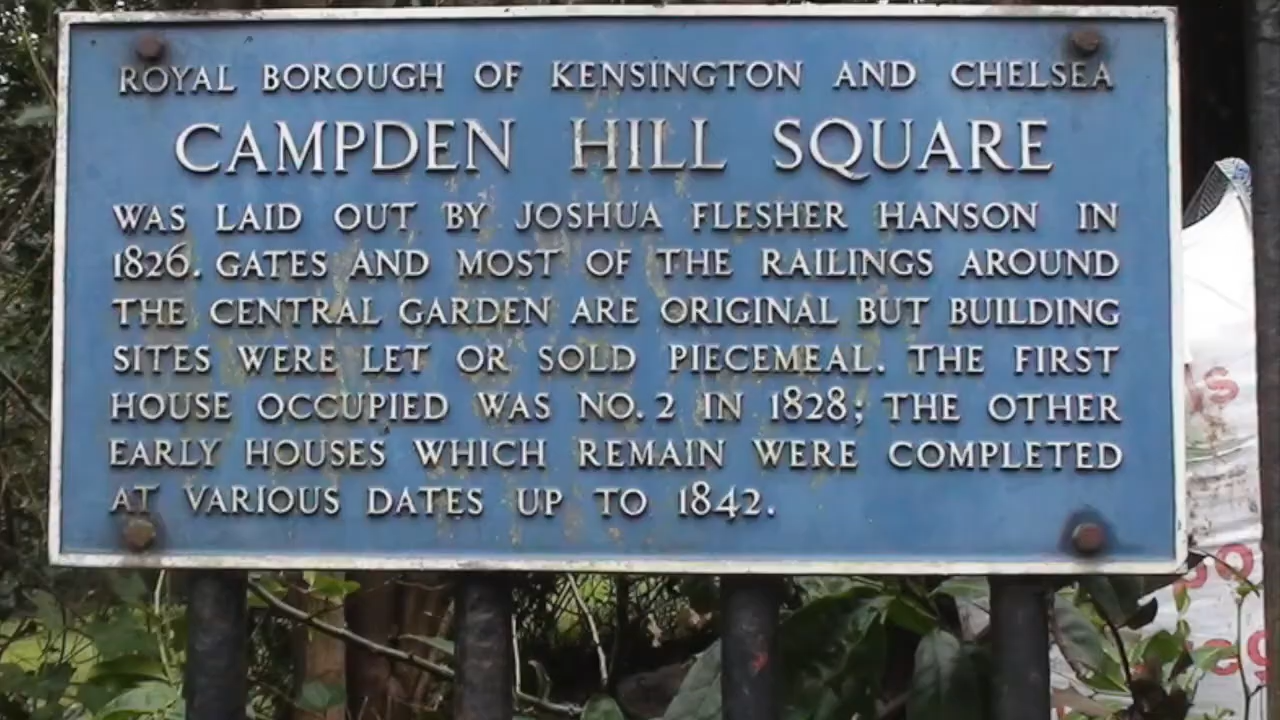 ROYAL BOROUGH OF KENSINGTON AND CHELSEA
CAMPDEN HILL SQUARE
WAS LAID OUT BY JOSHUA FLESHER HANSON IN
1826. GATES AND MOST OF THE RAILINGS AROUND
THE CENTRAL GARDEN ARE ORIGINAL BUT BUILDING
SITES WERE LET OR SOLD PIECEMEAL. THE FIRST
HOUSE OCCUPIED WAS NO. 2 IN 1828; THE OTHER
EARLY HOUSES WHICH REMAIN WERE COMPLETED
AT VARIOUS DATES UP TO 1842.